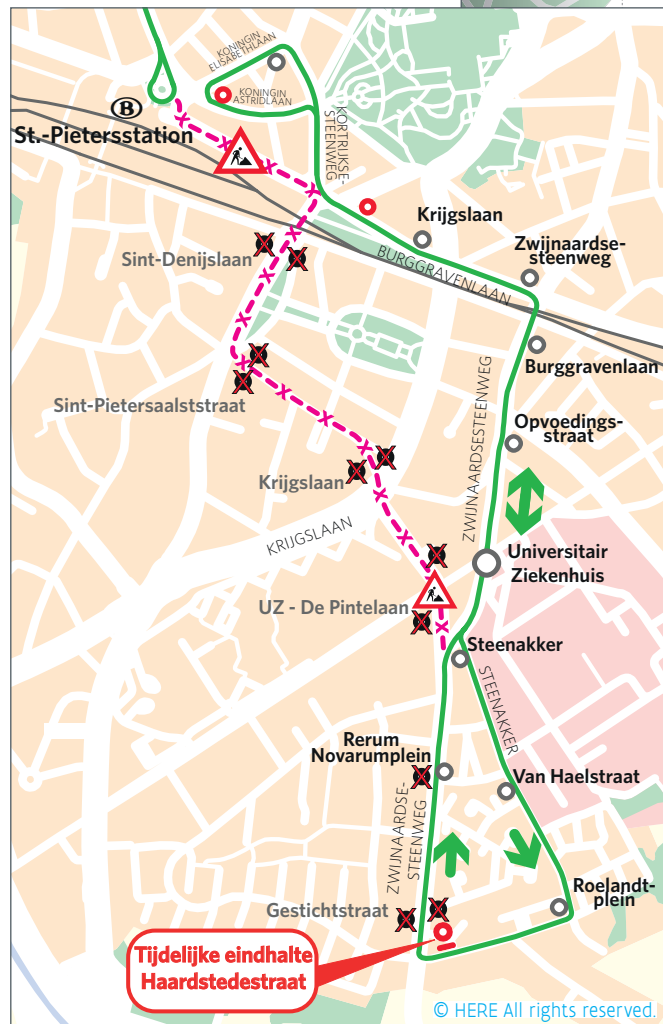 KONINGIN
ELISABETHLAAN
KONINGIN
ASTRIDLAAN
B
St.-Pietersstation
KORTRIJKSE-
STEENWEG
Krijgslaan
Zwijnaardse-
steenweg
Sint-Denijslaan
BURGGRAVENLAAN
Burggravenlaan
Sint-Pietersaalststraat
Opvoedings-
straat
ZWIJNAARDSESTEENWEG
Krijgslaan
KRIJGSLAAN
Universitair
Ziekenhuis
UZ - De Pintelaan
Steenakker
STEENAKKER
Rerum
Novarumplein
Van Haelstraat
ZWIJNAARDSE-
STEENWEG
Roelandt-
plein
Gestichtstraat
Tijdelijke eindhalte
Haardstedestraat
© HERE All rights reserved.